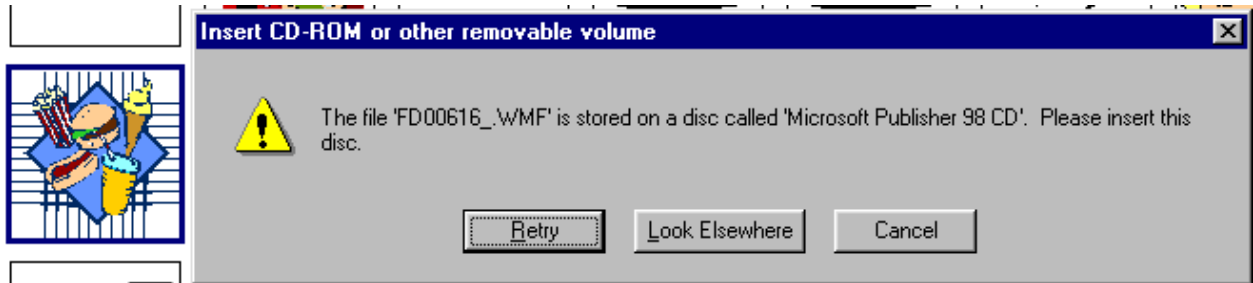 Insert CD-ROM or other removable volume
The file 'FD00616_.WMF' is stored on a disc called 'Microsoft Publisher 98 CD'.  Please insert this
disc.
Retry
Look Elsewhere
Cancel